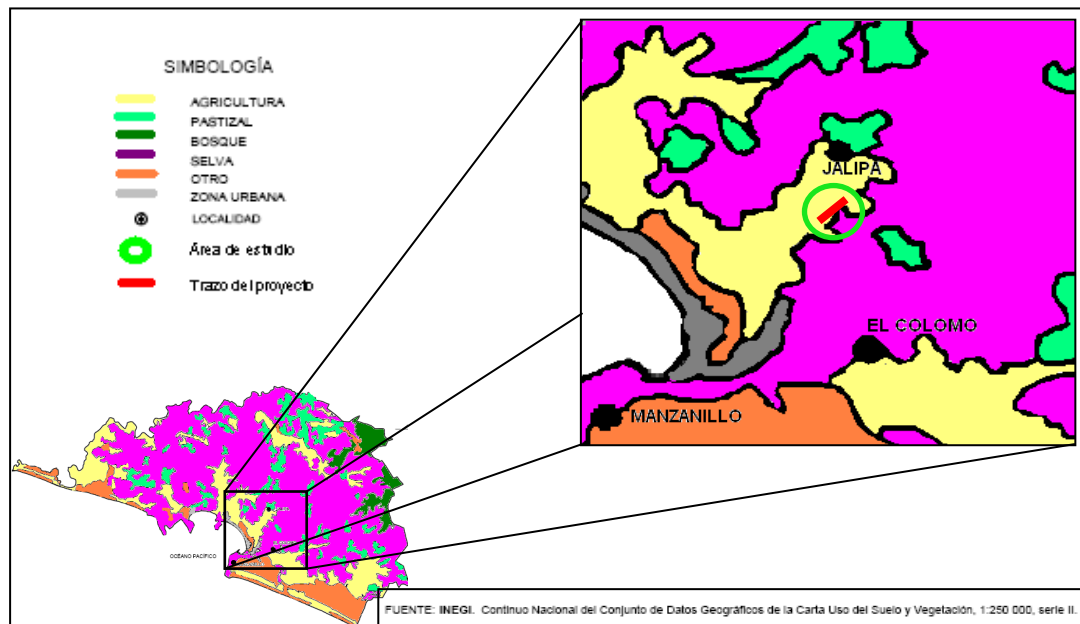 SIMBOLOGÍA
AGRICULTURA
PASTIZAL
BOSQUE
SELVA
OTRO
ZONA URBANA
LOCALIDAD
Área de estudio
Trazo del proyecto
JALIPA
EL COLOMO
MANZANILLO
OCÉANO PACÍFICO
FUENTE: INEGI. Continuo Nacional del Conjunto de Datos Geográficos de la Carta Uso del Suelo y Vegetación, 1:250 000, serie II.